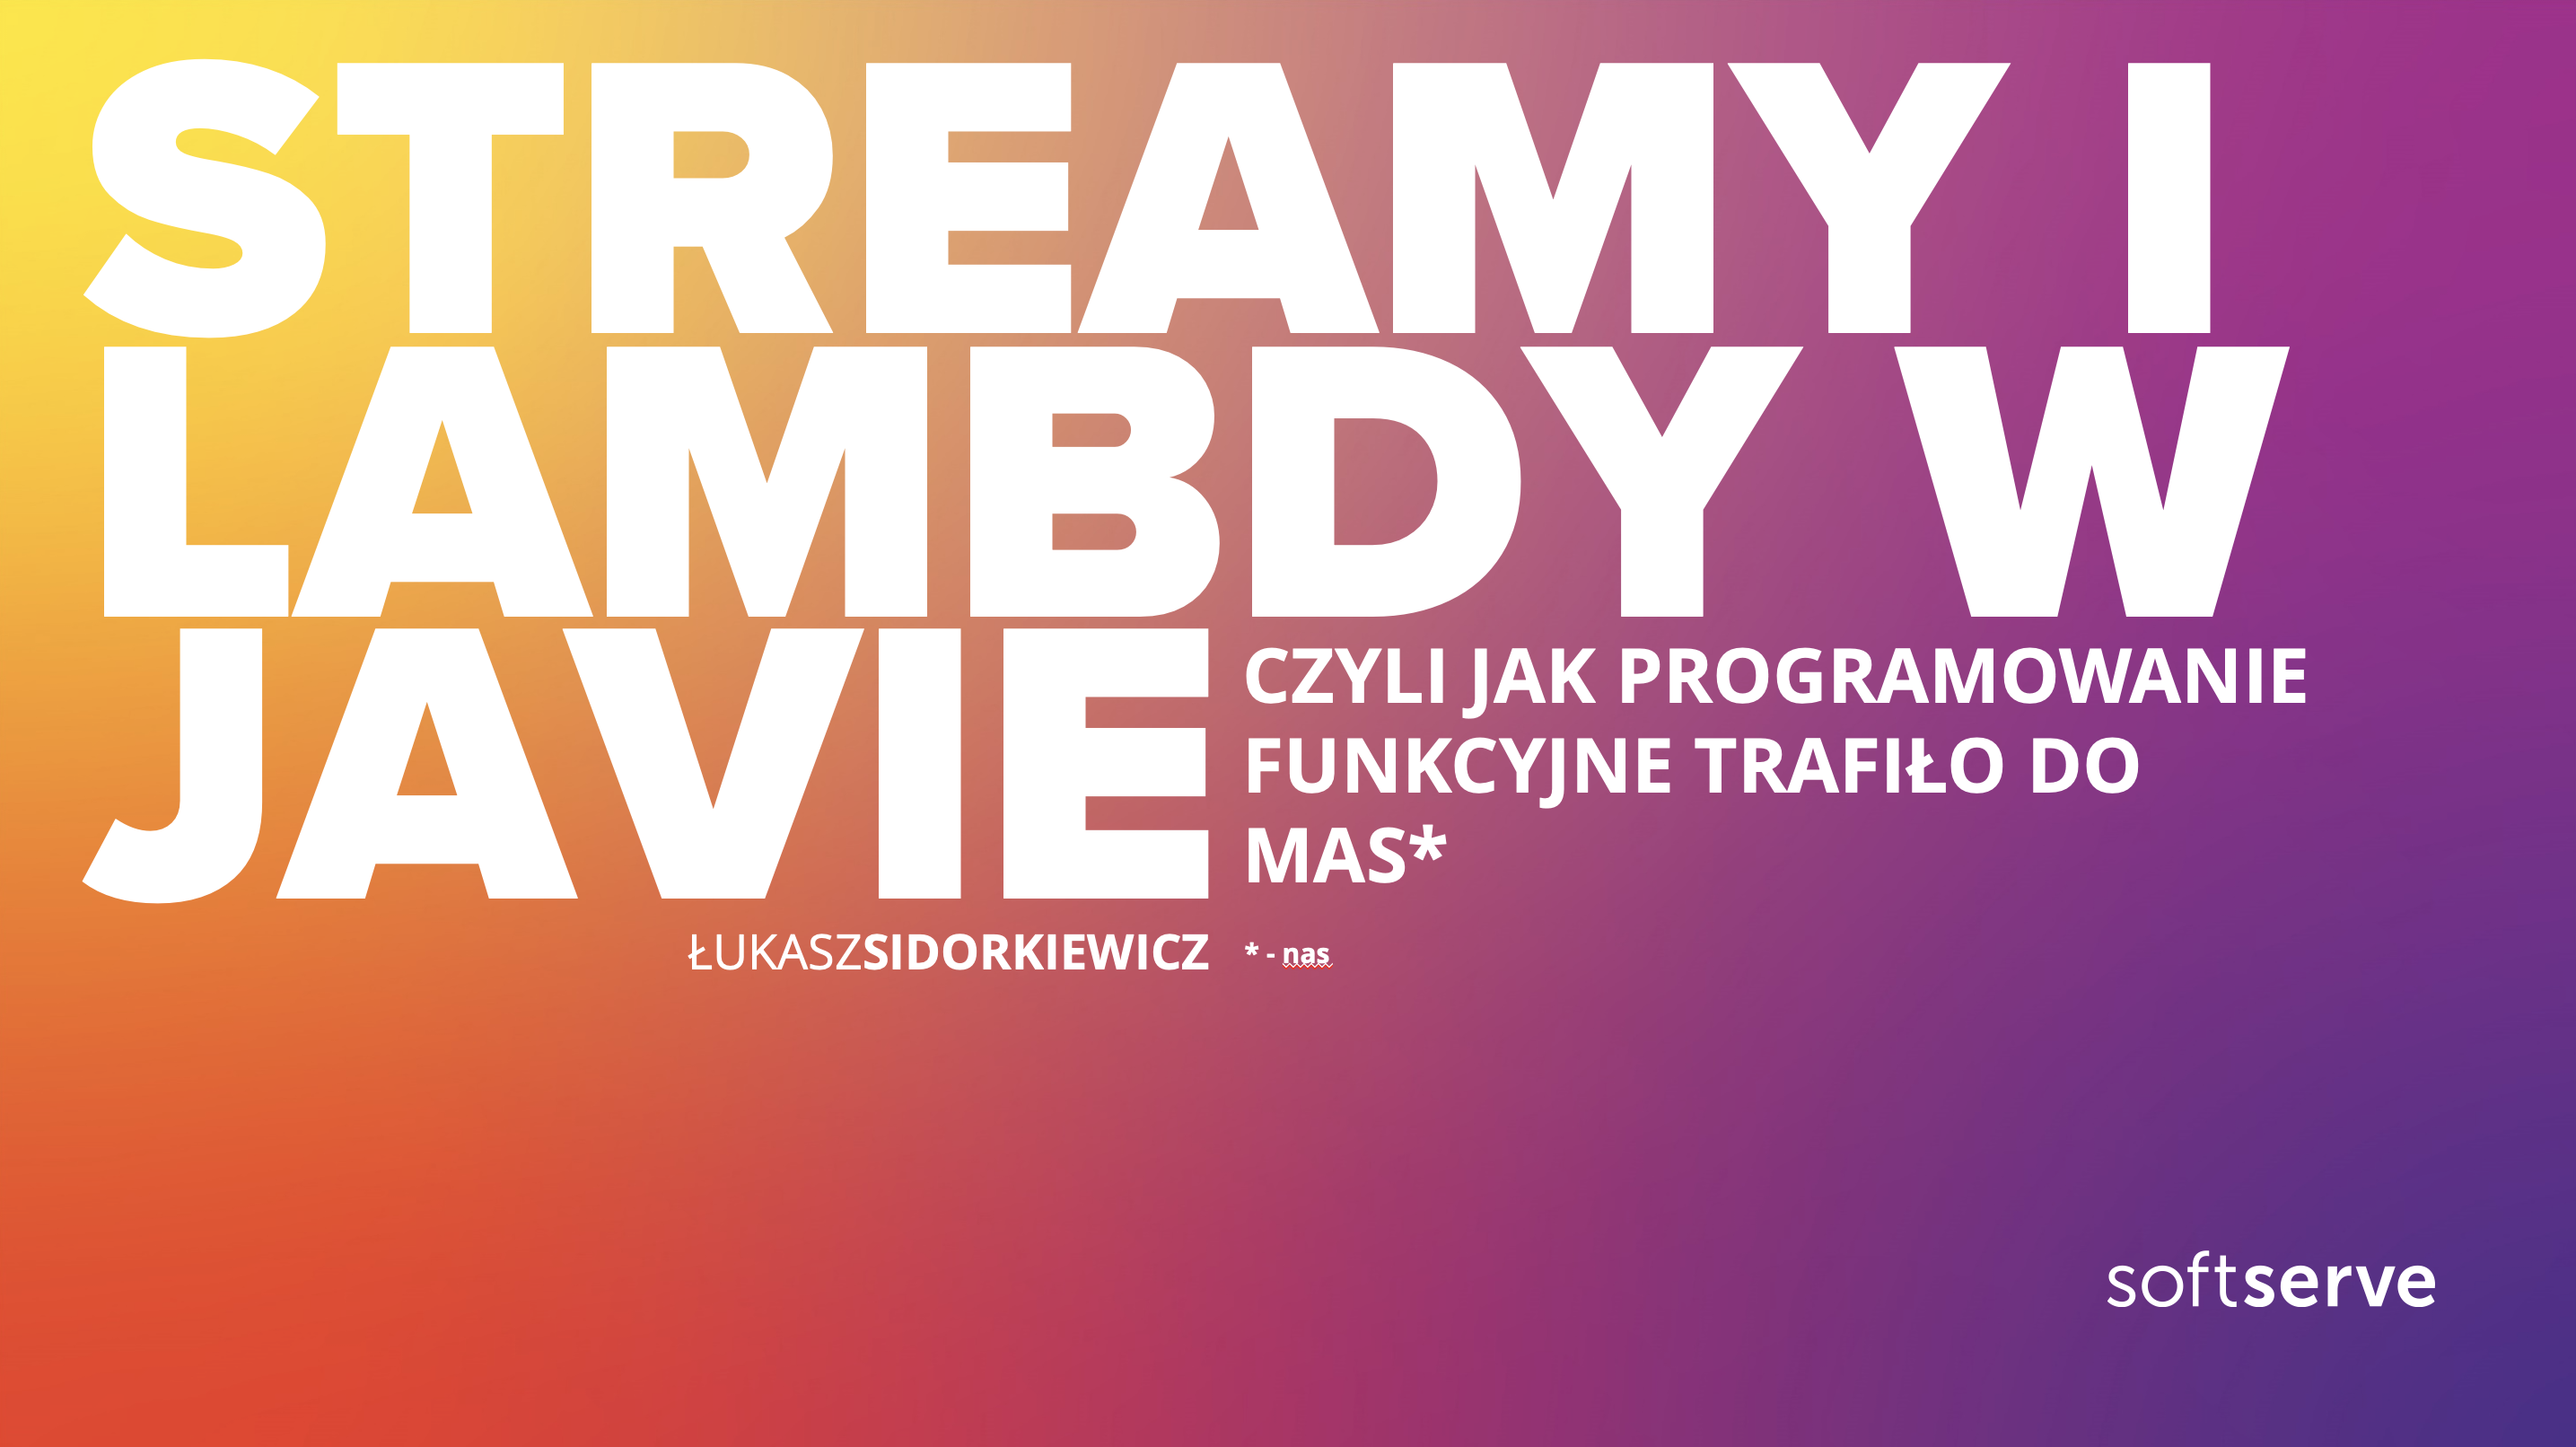 STREAMY I
LAMBDY W
JAVIE
CZYLI JAK PROGRAMOWANIE
FUNKCYJNE TRAFIŁO DO
MAS*
ŁUKASZSIDORKIEWICZ
* - nas
softserve